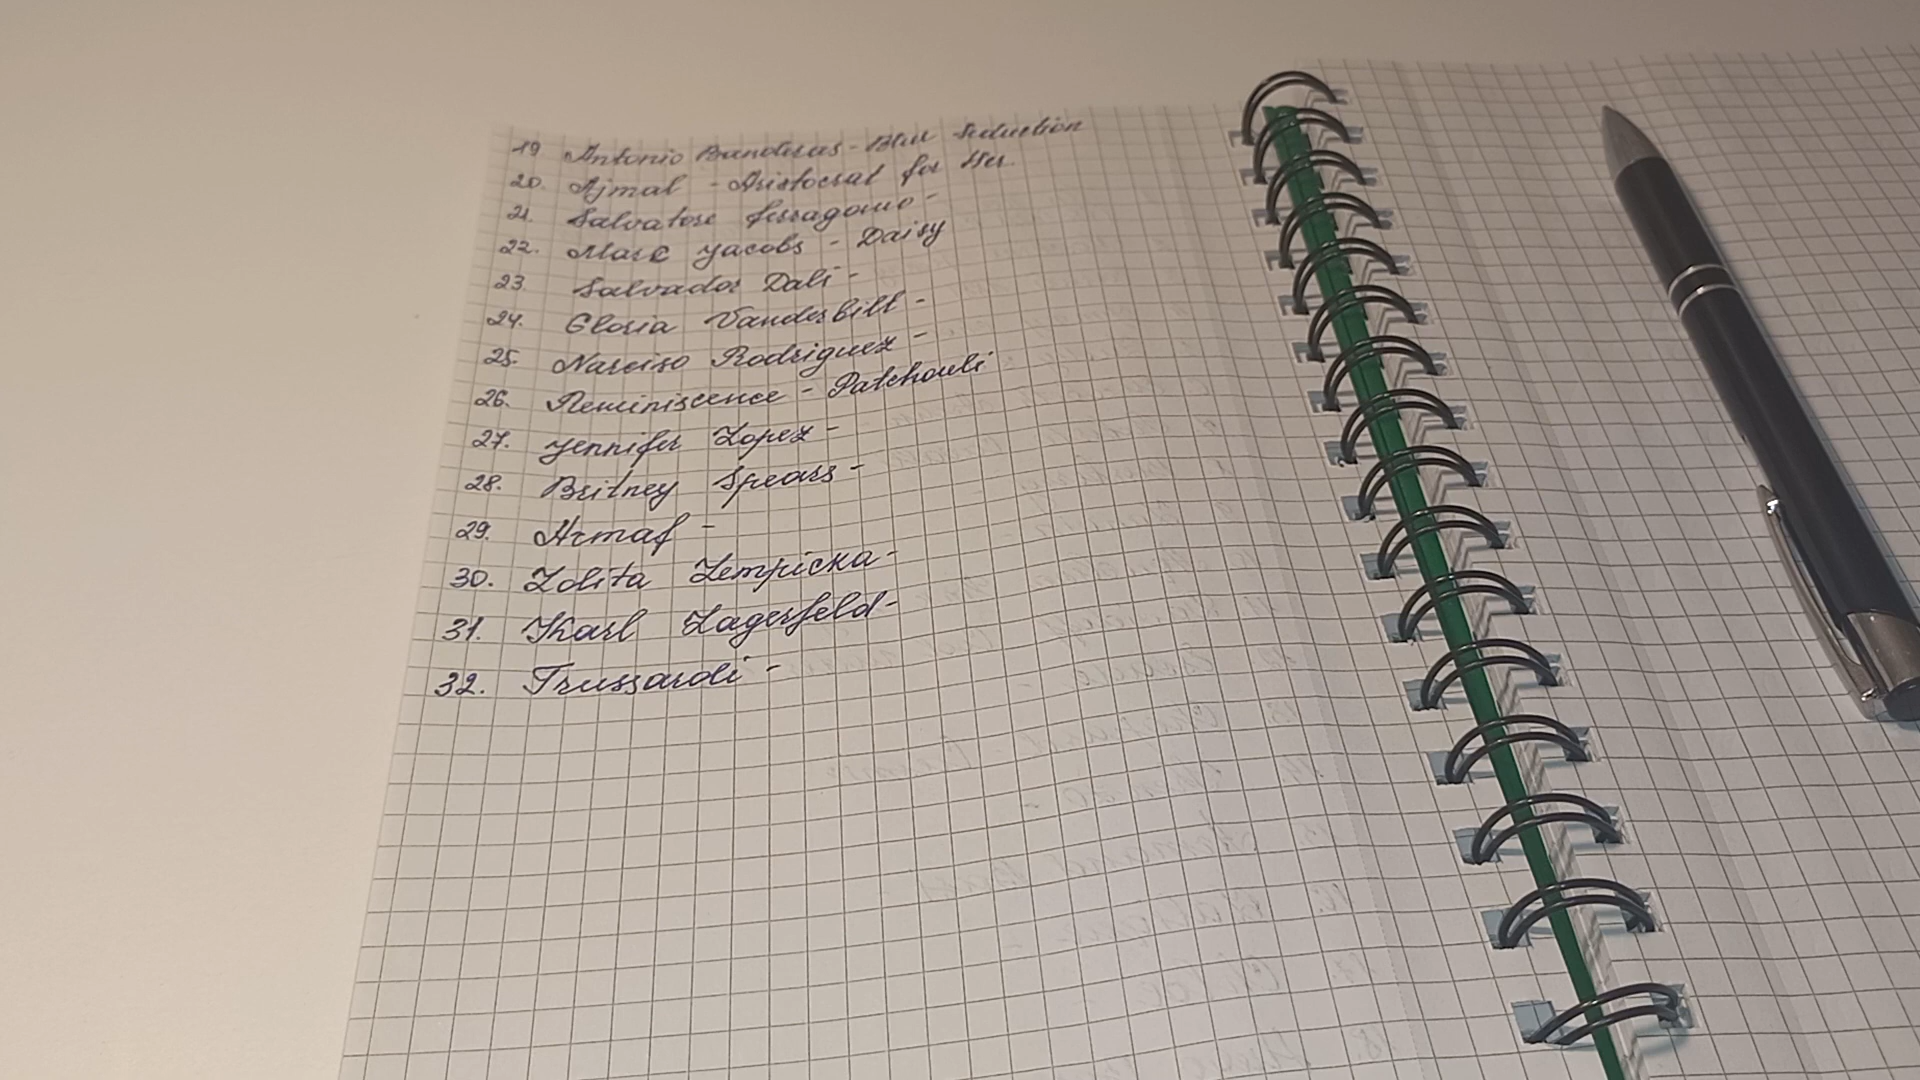 19 Antonio Banderas - Blue Seduction
20. Ajmal - Aristocrat for Her.
21. Salvatore Ferragamo -
22. Marc Jacobs - Daisy
23. Salvador Dali -
24. Gloria Vanderbilt -
25. Narciso Rodriguez -
26. Reminiscence - Patchouli
27. Jennifer Lopez -
28. Britney Spears -
29. Armaf -
30. Lolita Lempicka -
31. Karl Lagerfeld -
32. Trussardi -